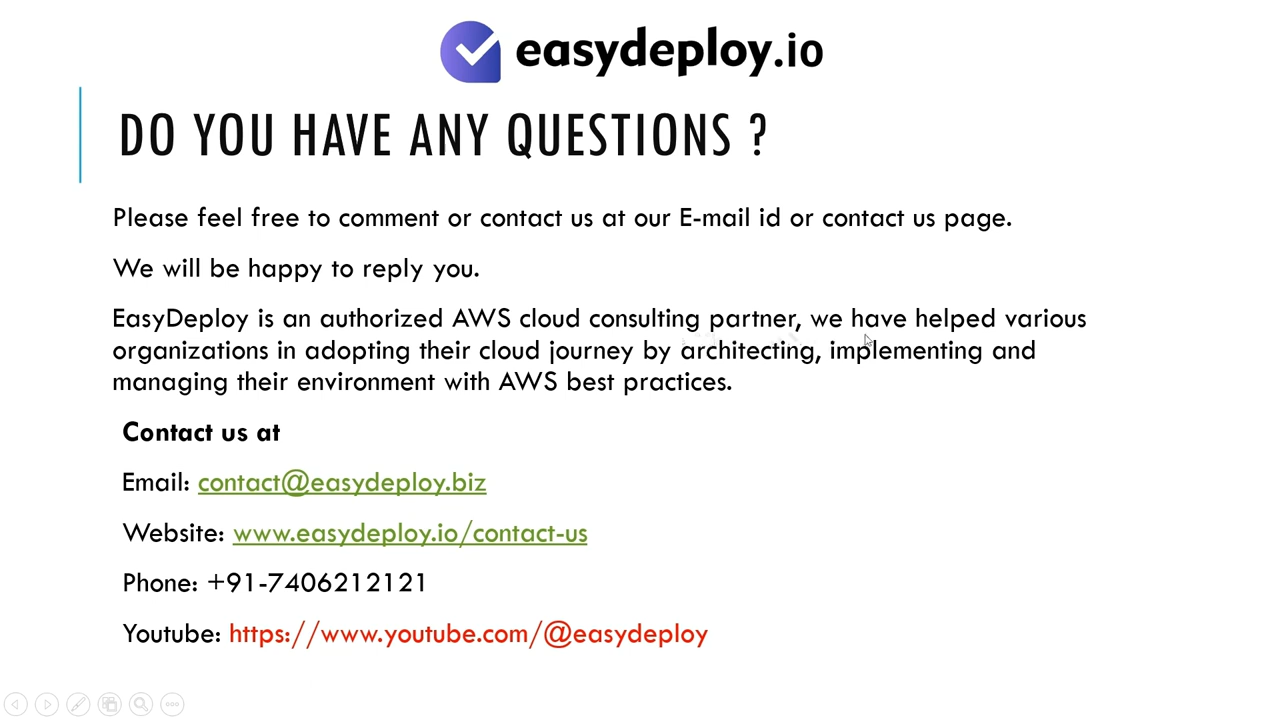 easydeploy.io
DO YOU HAVE ANY QUESTIONS ?
Please feel free to comment or contact us at our E-mail id or contact us page.
We will be happy to reply you.
EasyDeploy is an authorized AWS cloud consulting partner, we have helped various
organizations in adopting their cloud journey by architecting, implementing and
managing their environment with AWS best practices.
Contact us at
Email: contact@easydeploy.biz
Website: www.easydeploy.io/contact-us
Phone: +91-7406212121
Youtube: https://www.youtube.com/@easydeploy